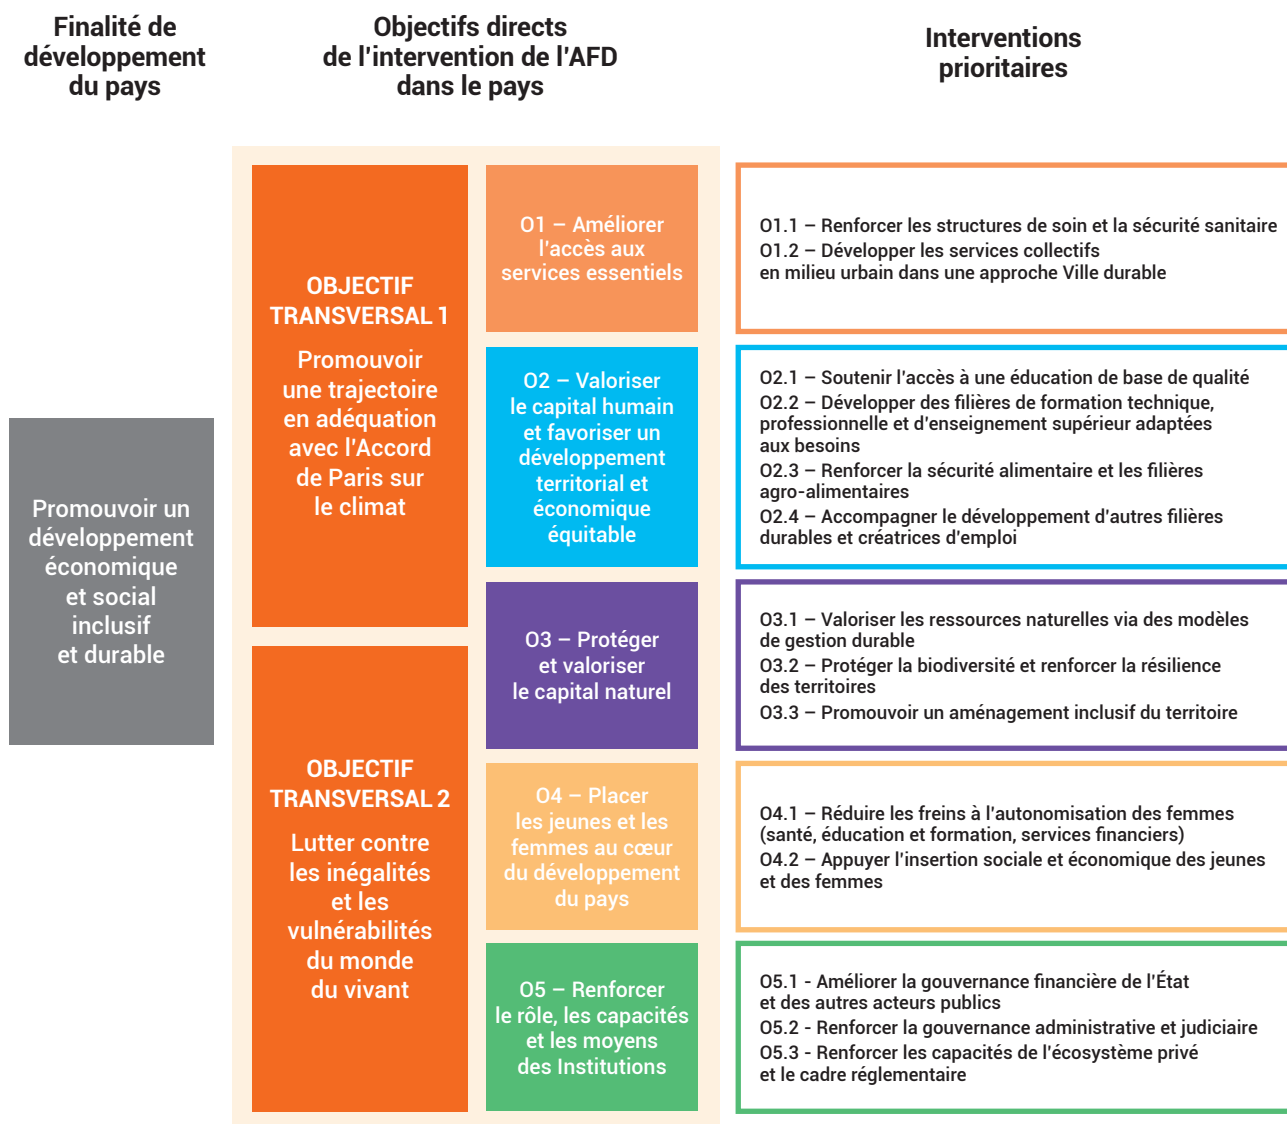 Finalité de
développement
du pays
Objectifs directs
de l'intervention de l'AFD
dans le pays
Interventions
prioritaires
Promouvoir un
développement
économique
et social
inclusif
et durable
OBJECTIF
TRANSVERSAL 1
Promouvoir
une trajectoire
en adéquation
avec l'Accord
de Paris sur
le climat
OBJECTIF
TRANSVERSAL 2
Lutter contre
les inégalités
et les
vulnérabilités
du monde
du vivant
O1 – Améliorer
l'accès aux
services essentiels
O1.1 – Renforcer les structures de soin et la sécurité sanitaire
O1.2 – Développer les services collectifs
en milieu urbain dans une approche Ville durable
O2 – Valoriser
le capital humain
et favoriser un
développement
territorial et
économique
équitable
O2.1 – Soutenir l'accès à une éducation de base de qualité
O2.2 – Développer des filières de formation technique,
professionnelle et d'enseignement supérieur adaptées
aux besoins
O2.3 – Renforcer la sécurité alimentaire et les filières
agro-alimentaires
O2.4 – Accompagner le développement d'autres filières
durables et créatrices d'emploi
O3 – Protéger
et valoriser
le capital naturel
O3.1 – Valoriser les ressources naturelles via des modèles
de gestion durable
O3.2 – Protéger la biodiversité et renforcer la résilience
des territoires
O3.3 – Promouvoir un aménagement inclusif du territoire
O4 – Placer
les jeunes et les
femmes au cœur
du développement
du pays
O4.1 – Réduire les freins à l'autonomisation des femmes
(santé, éducation et formation, services financiers)
O4.2 – Appuyer l'insertion sociale et économique des jeunes
et des femmes
O5 – Renforcer
le rôle, les capacités
et les moyens
des Institutions
O5.1 - Améliorer la gouvernance financière de l'État
et des autres acteurs publics
O5.2 - Renforcer la gouvernance administrative et judiciaire
O5.3 - Renforcer les capacités de l'écosystème privé
et le cadre réglementaire